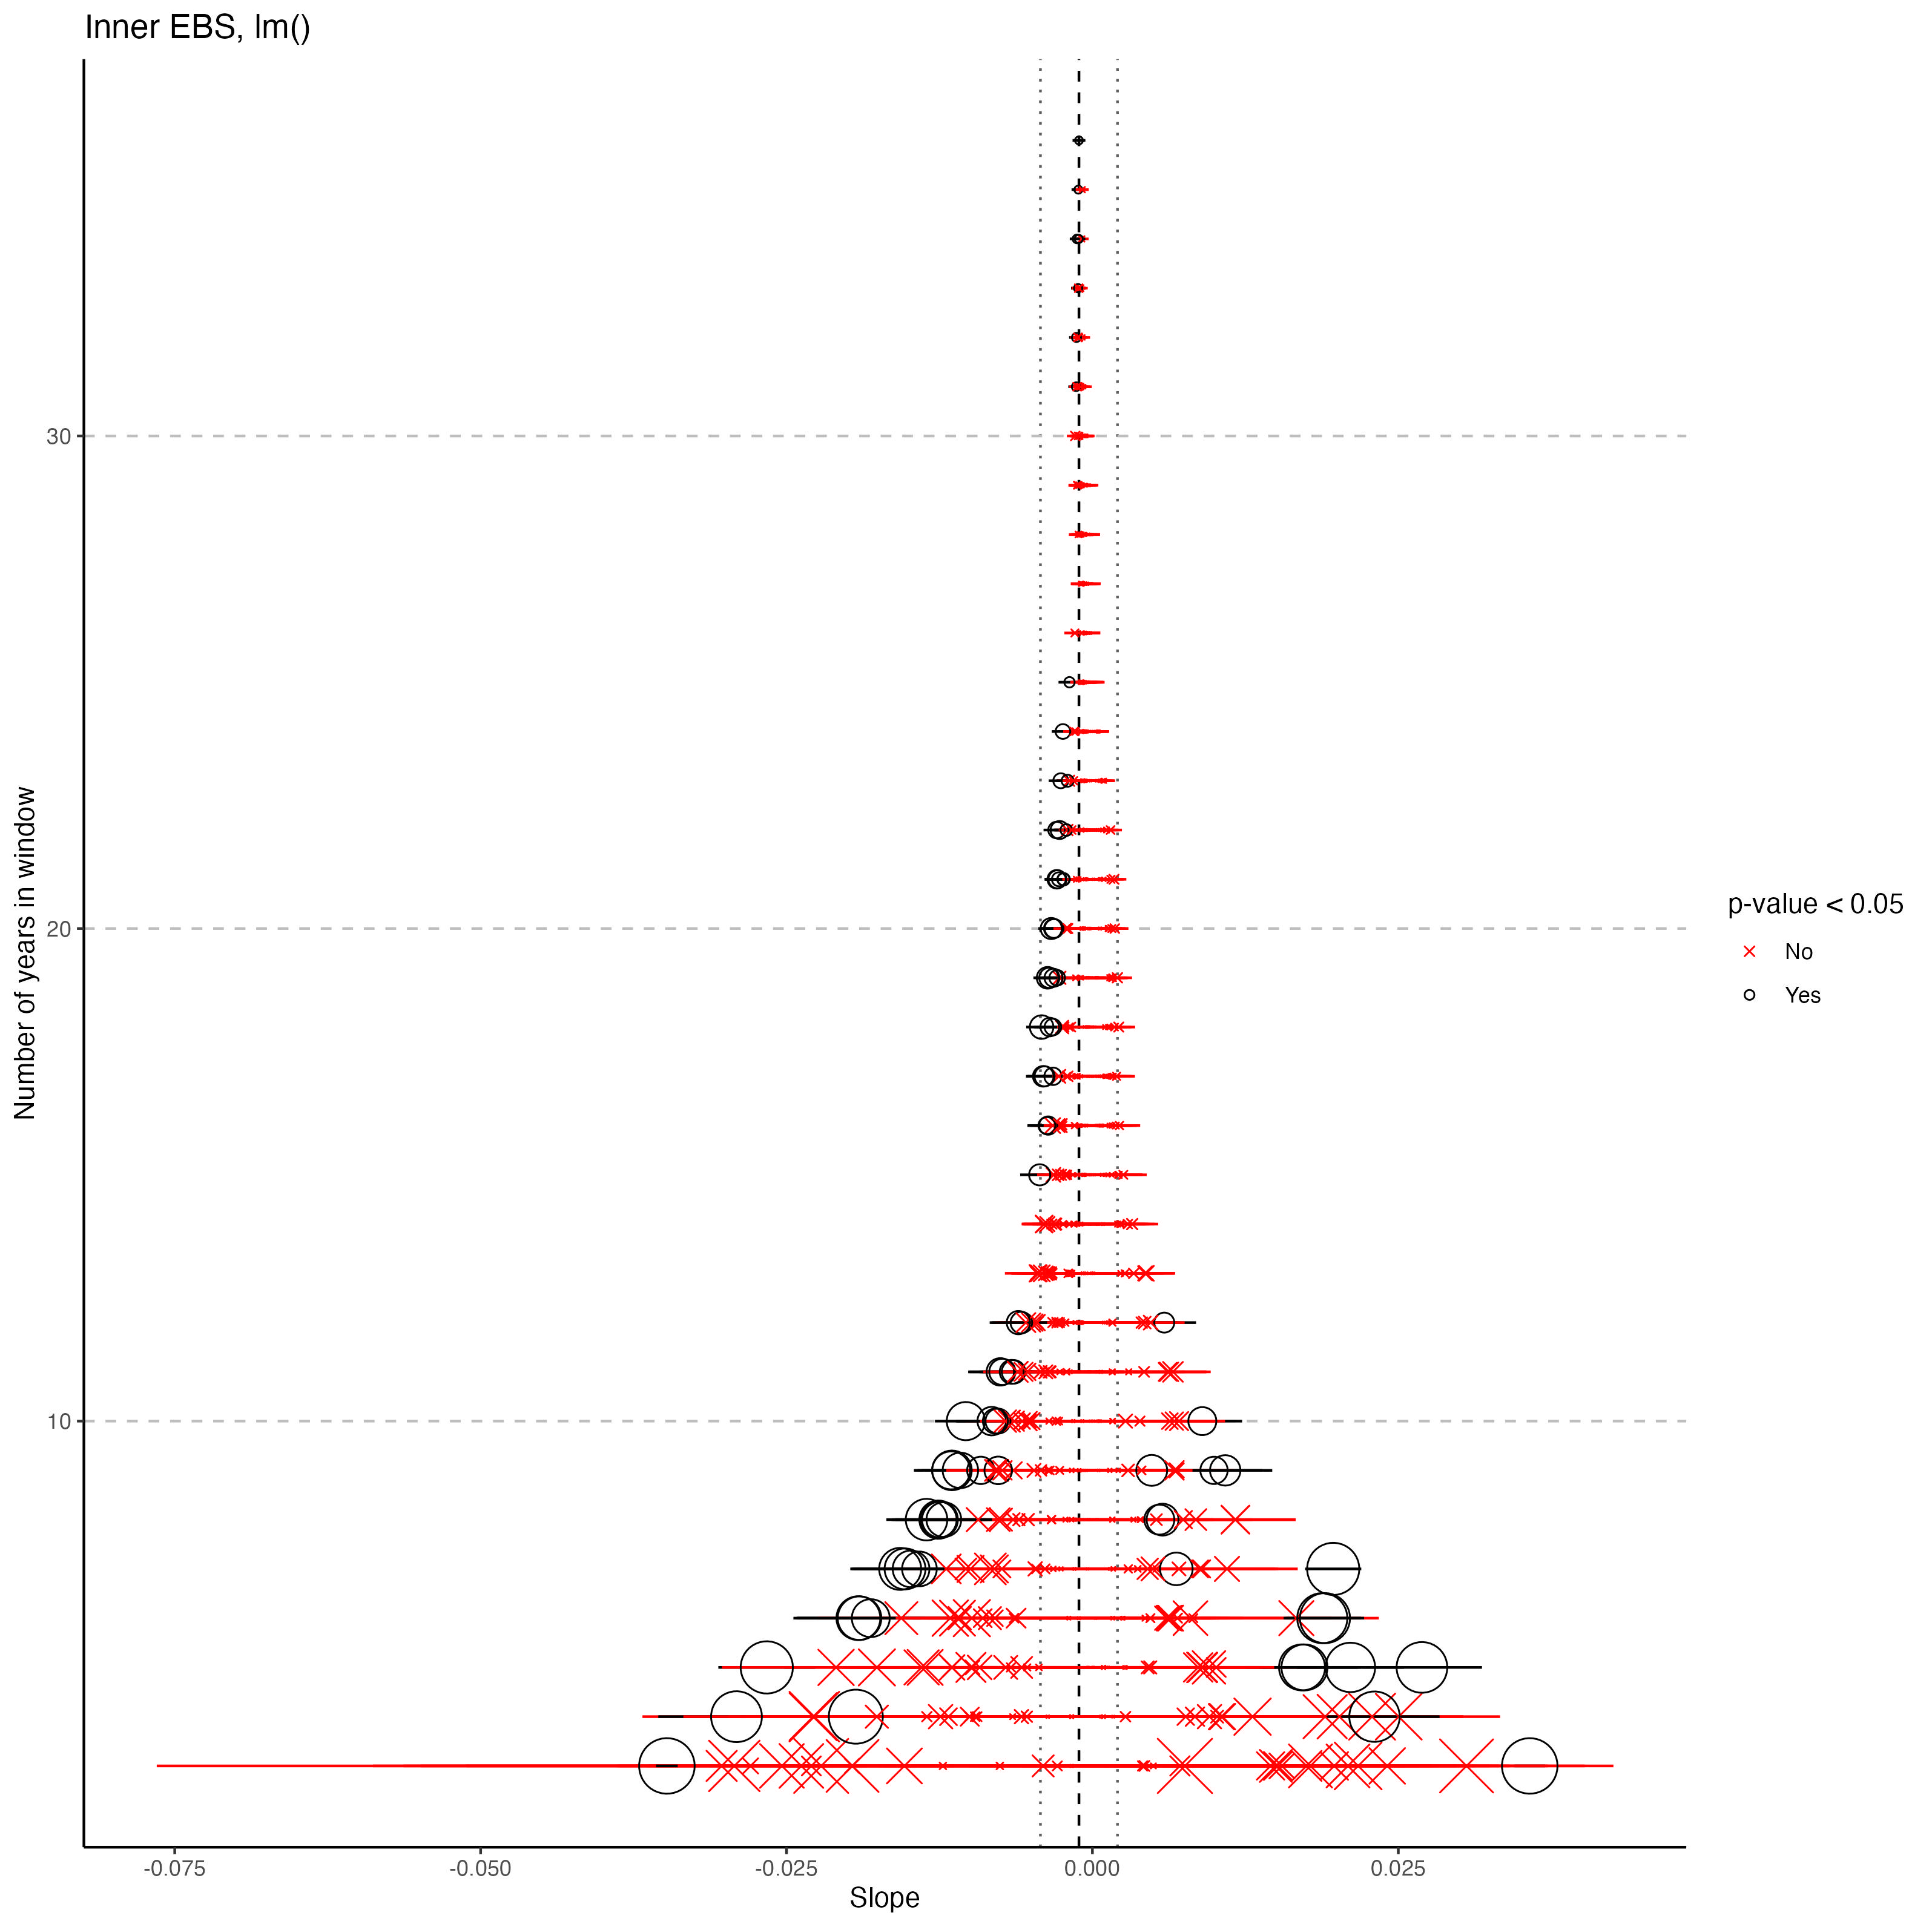 Inner EBS, lm()
30
20
10
Number of years in window
-0.075
-0.050
-0.025
0.000
0.025
Slope
p-value < 0.05
No
Yes